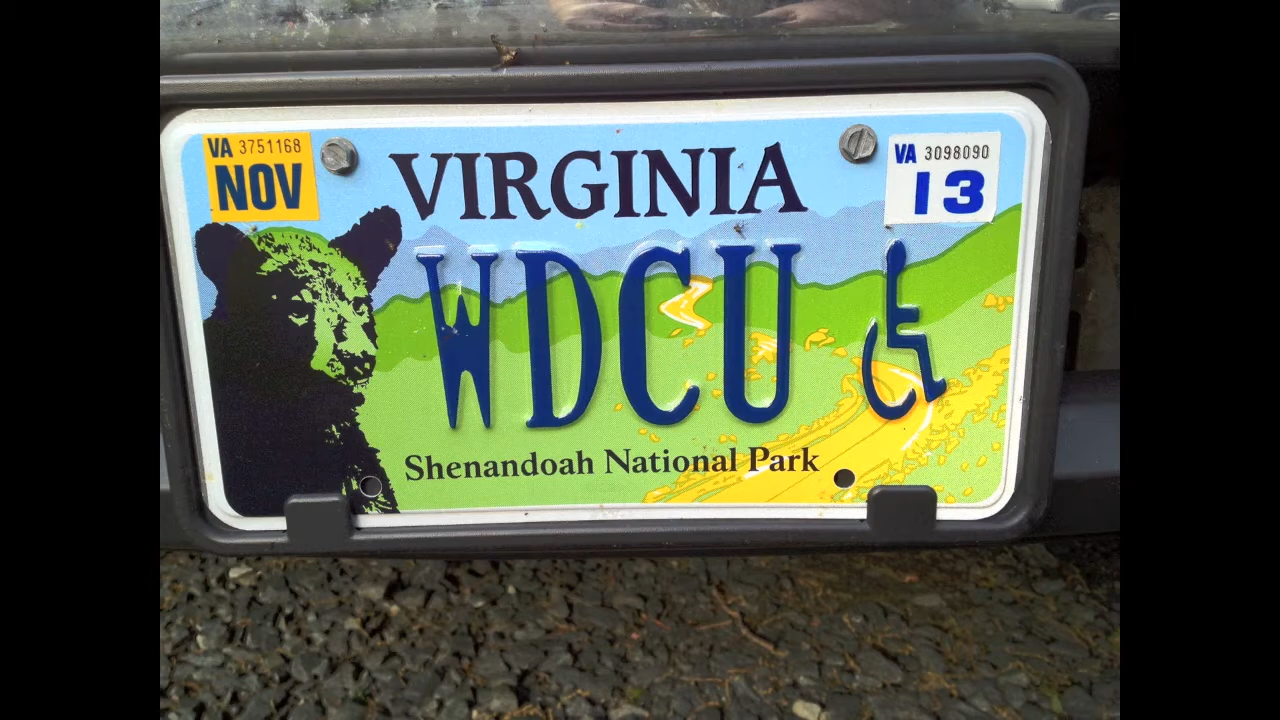 VA 3751168
NOV
VIRGINIA
VA 3098090
13
WDCU
Shenandoah National Park